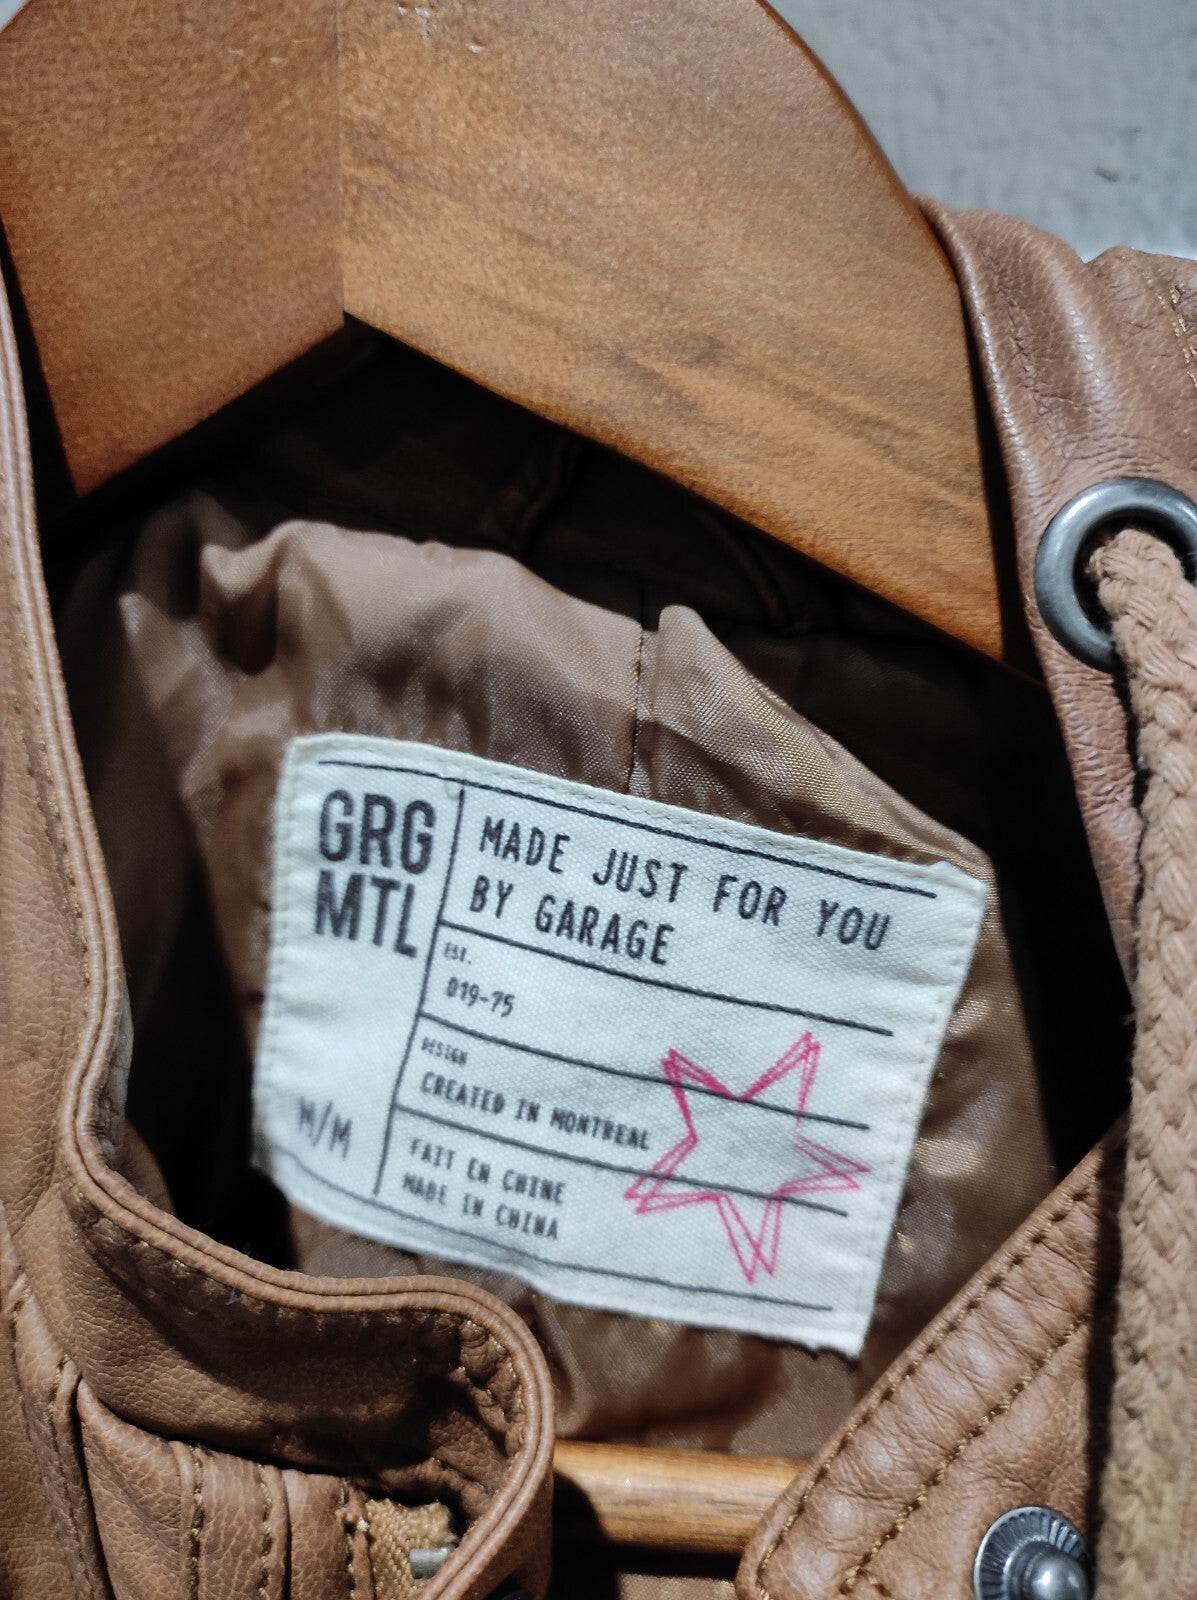 GRG
MTL
MADE JUST FOR YOU
BY GARAGE
EST.
019-75
DESIGN
CREATED IN MONTREAL
FAIT EN CHINE
MADE IN CHINA
M/M